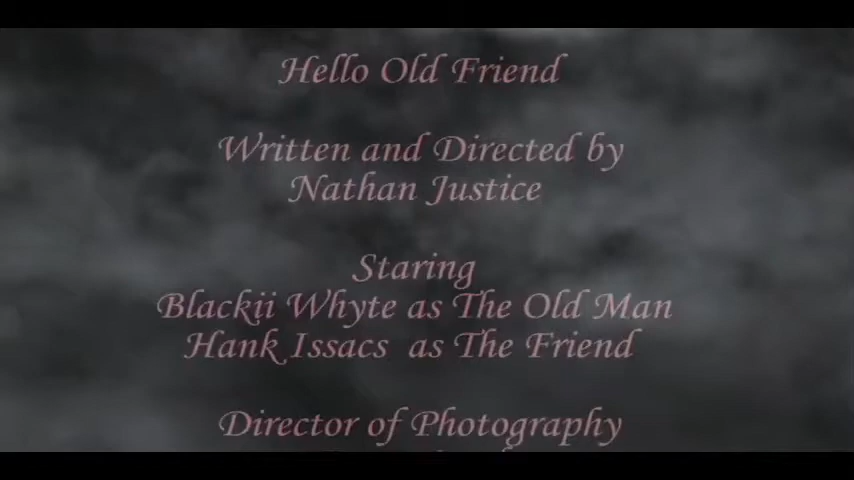 Hello Old Friend
Written and Directed by
Nathan Justice
Staring
Blackii Whyte as The Old Man
Hank Issacs as The Friend
Director of Photography